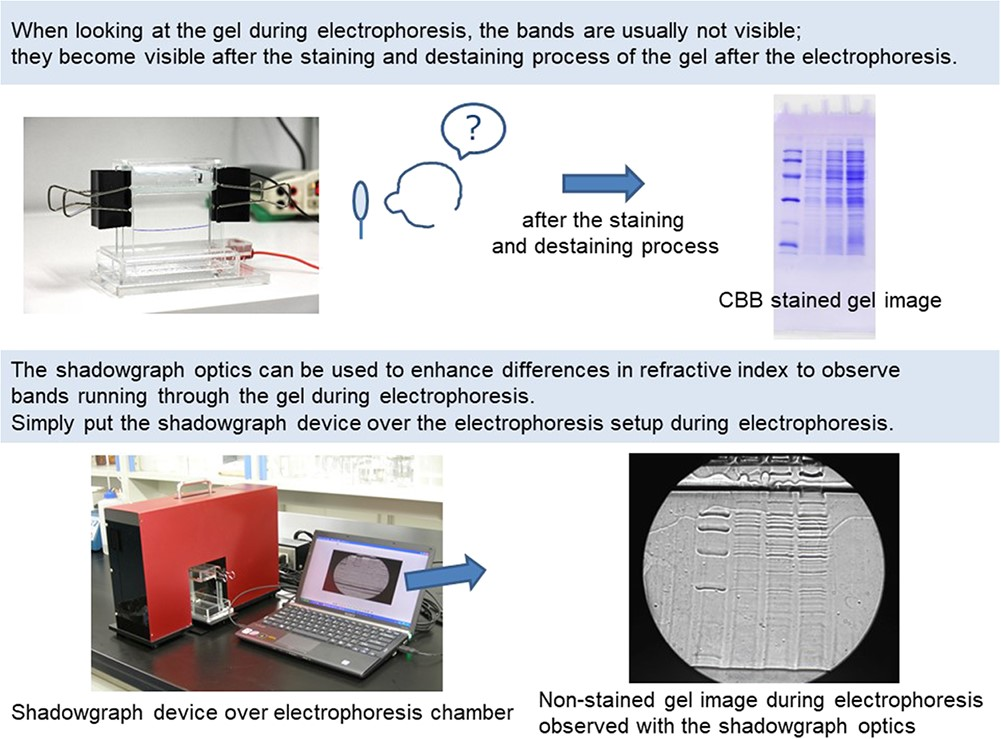 When looking at the gel during electrophoresis, the bands are usually not visible;
they become visible after the staining and destaining process of the gel after the electrophoresis.
?
after the staining
and destaining process
CBB stained gel image
The shadowgraph optics can be used to enhance differences in refractive index to observe
bands running through the gel during electrophoresis.
Simply put the shadowgraph device over the electrophoresis setup during electrophoresis.
Shadowgraph device over electrophoresis chamber
Non-stained gel image during electrophoresis
observed with the shadowgraph optics